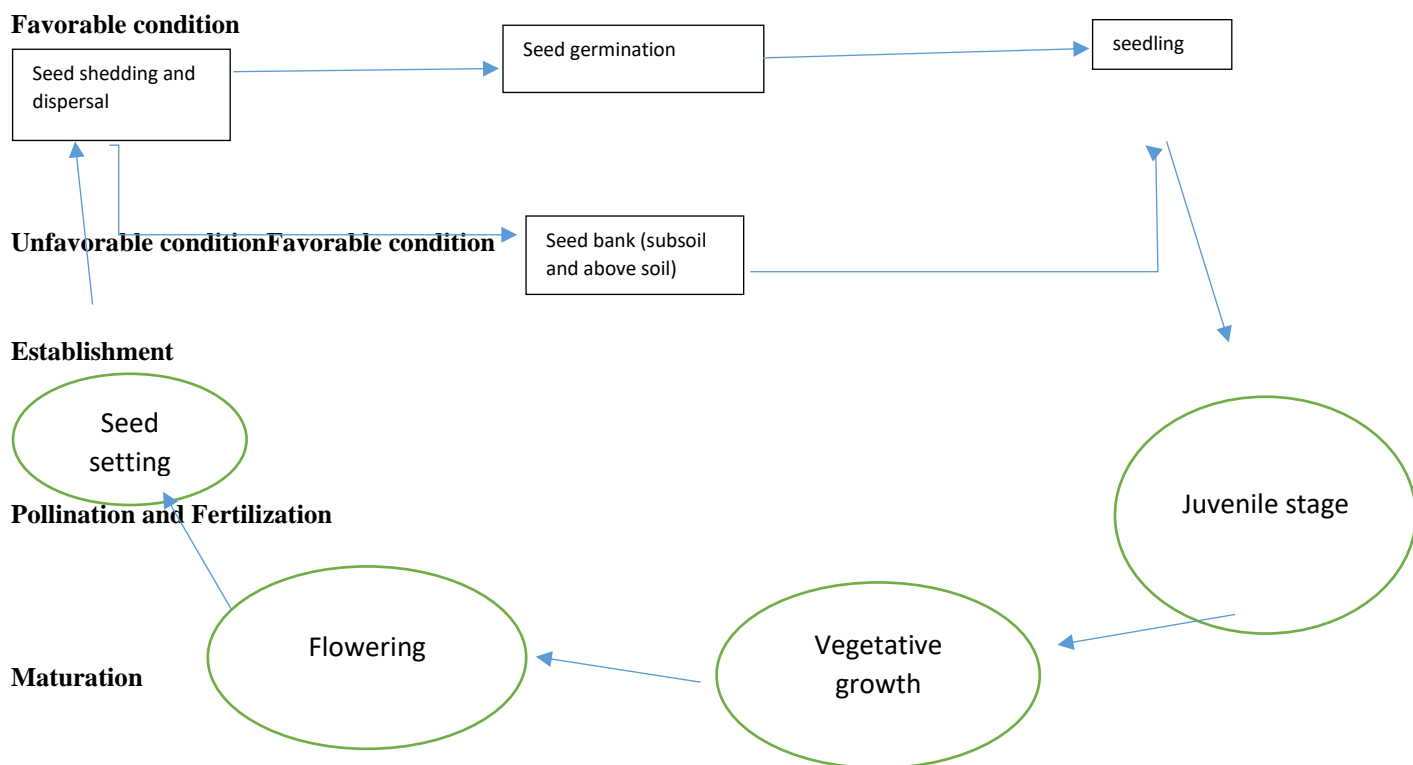 Favorable condition
Seed shedding and
dispersal
Seed germination
seedling
Unfavorable conditionFavorable condition
Seed bank (subsoil
and above soil)
Establishment
Seed
setting
Juvenile stage
Pollination and Fertilization
Flowering
Vegetative
growth
Maturation